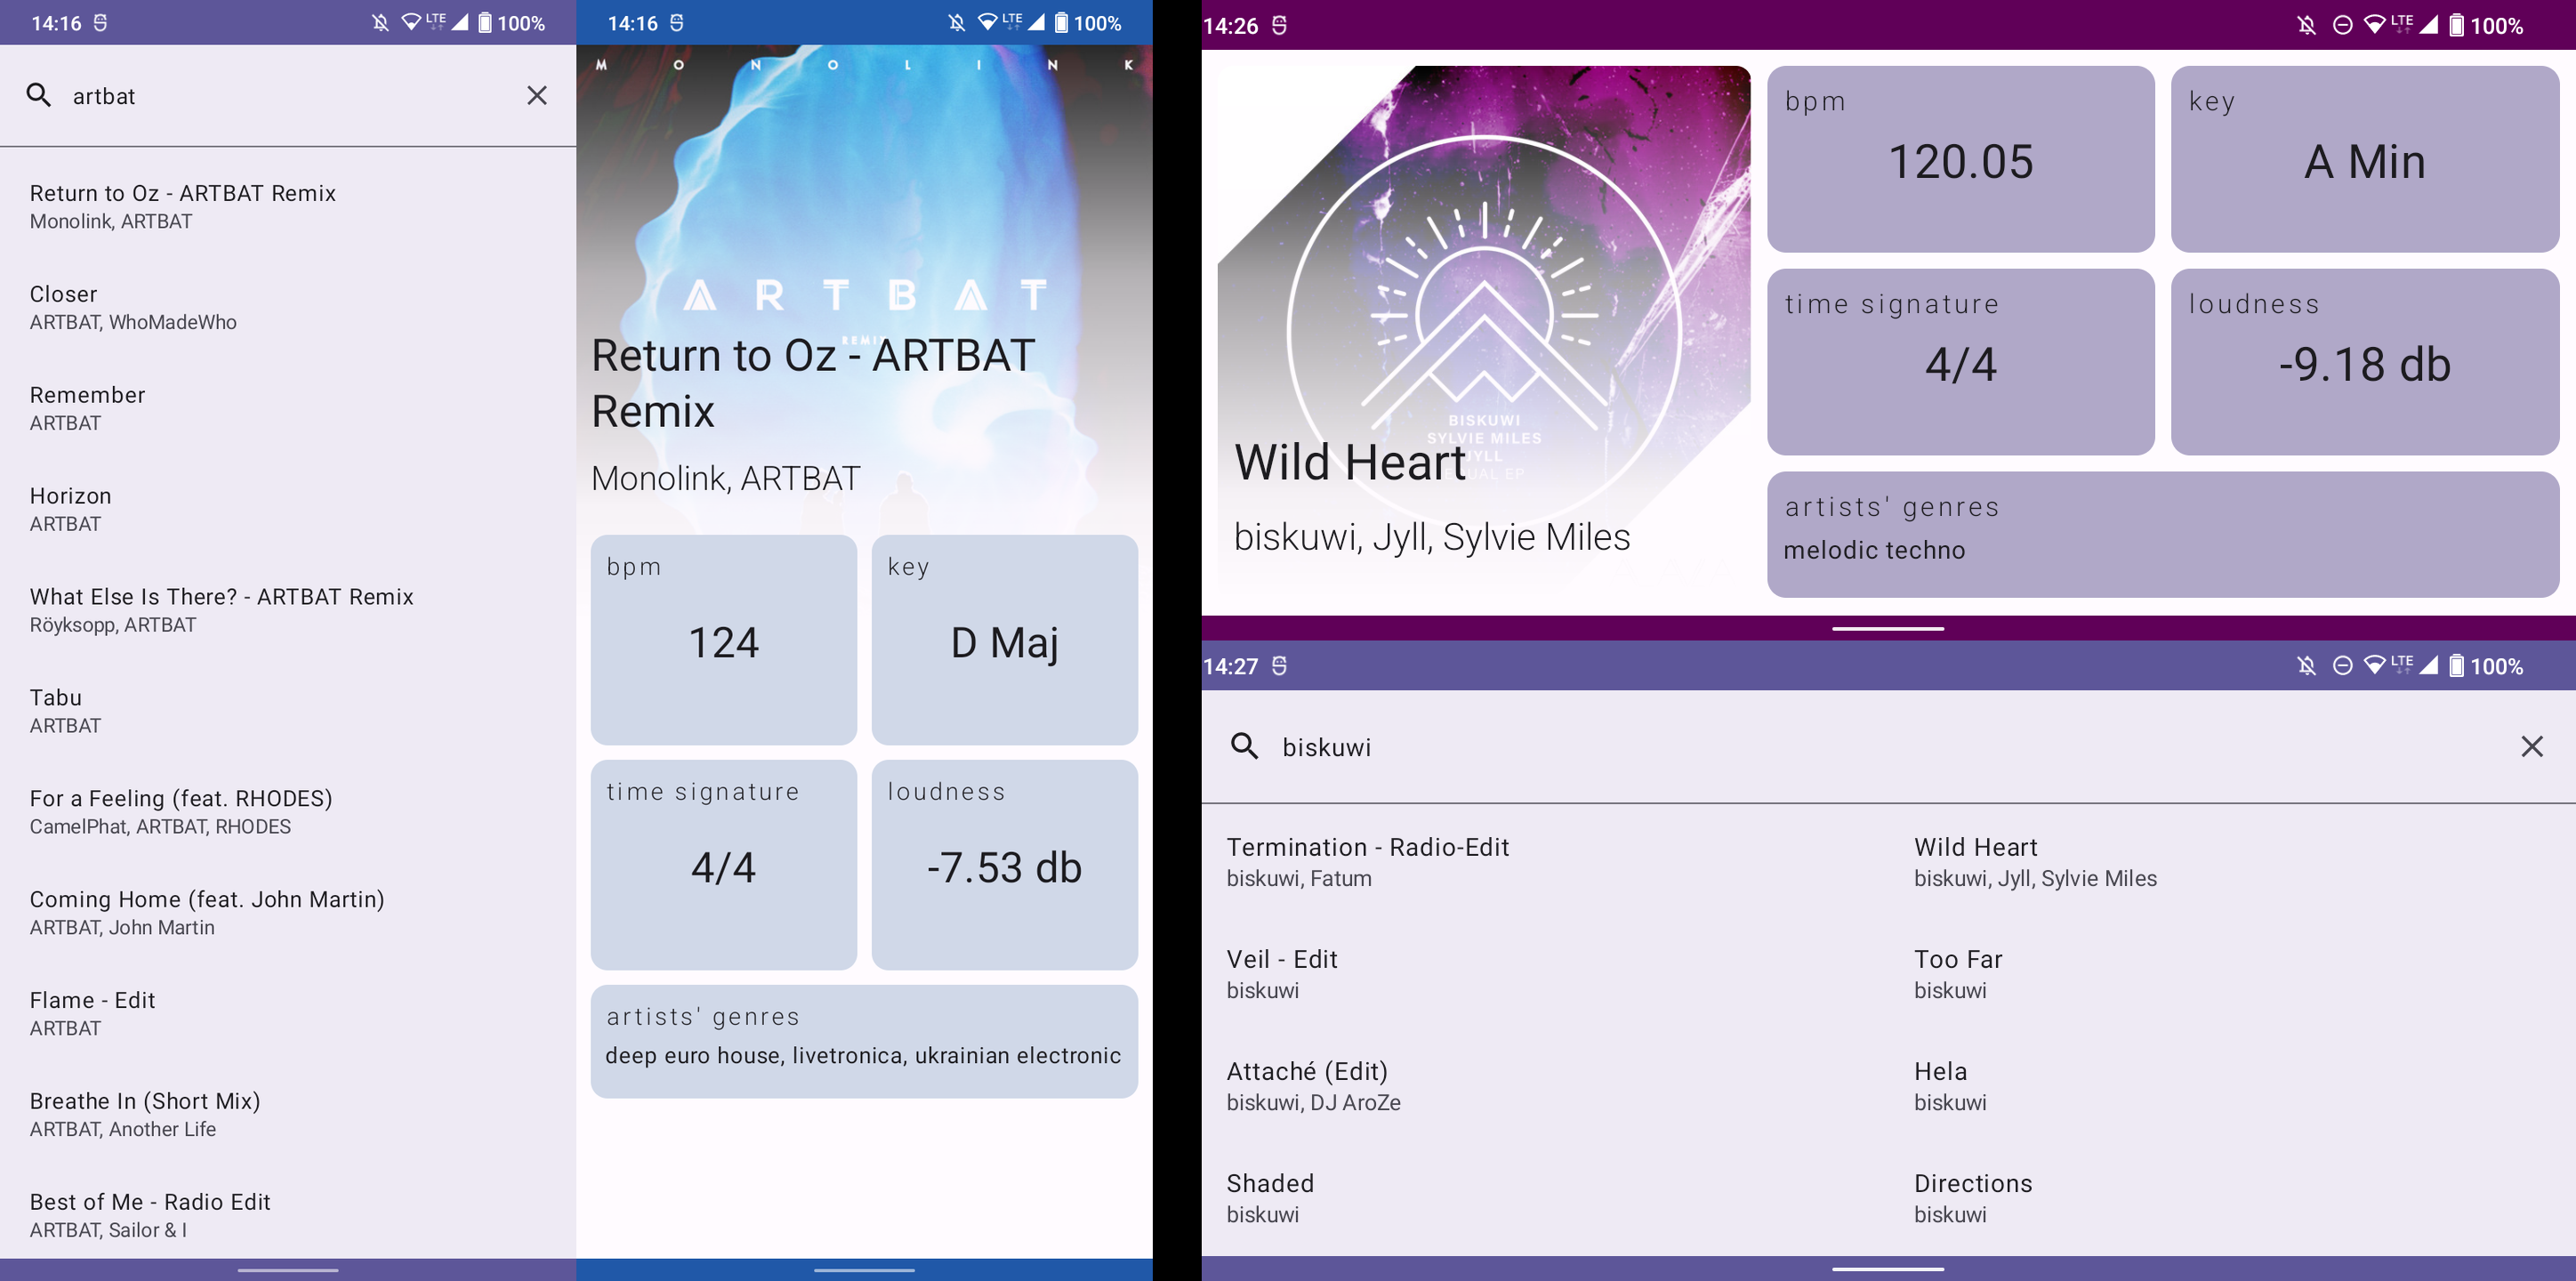 14:16
LTE
100%
artbat
Return to Oz - ARTBAT Remix
Monolink, ARTBAT
Closer
ARTBAT, WhoMadeWho
Remember
ARTBAT
Horizon
ARTBAT
What Else Is There? - ARTBAT Remix
Röyksopp, ARTBAT
Tabu
ARTBAT
For a Feeling (feat. RHODES)
CamelPhat, ARTBAT, RHODES
Coming Home (feat. John Martin)
ARTBAT, John Martin
Flame - Edit
ARTBAT
Breathe In (Short Mix)
ARTBAT, Another Life
Best of Me - Radio Edit
ARTBAT, Sailor & I
14:16
LTE
100%
MONOLINK
ARTBAT
REMIX
Return to Oz - ARTBAT
Remix
Monolink, ARTBAT
bpm
124
key
D Maj
time signature
4/4
loudness
-7.53 db
artists' genres
deep euro house, livetronica, ukrainian electronic
14:26
LTE
100%
BISKUWI
SYLVIE MILES
JYLL
EP
Wild Heart
biskuwi, Jyll, Sylvie Miles
bpm
120.05
key
A Min
time signature
4/4
loudness
-9.18 db
artists' genres
melodic techno
14:27
LTE
100%
biskuwi
Termination - Radio-Edit
biskuwi, Fatum
Wild Heart
biskuwi, Jyll, Sylvie Miles
Veil - Edit
biskuwi
Too Far
biskuwi
Attaché (Edit)
biskuwi, DJ AroZe
Hela
biskuwi
Shaded
biskuwi
Directions
biskuwi